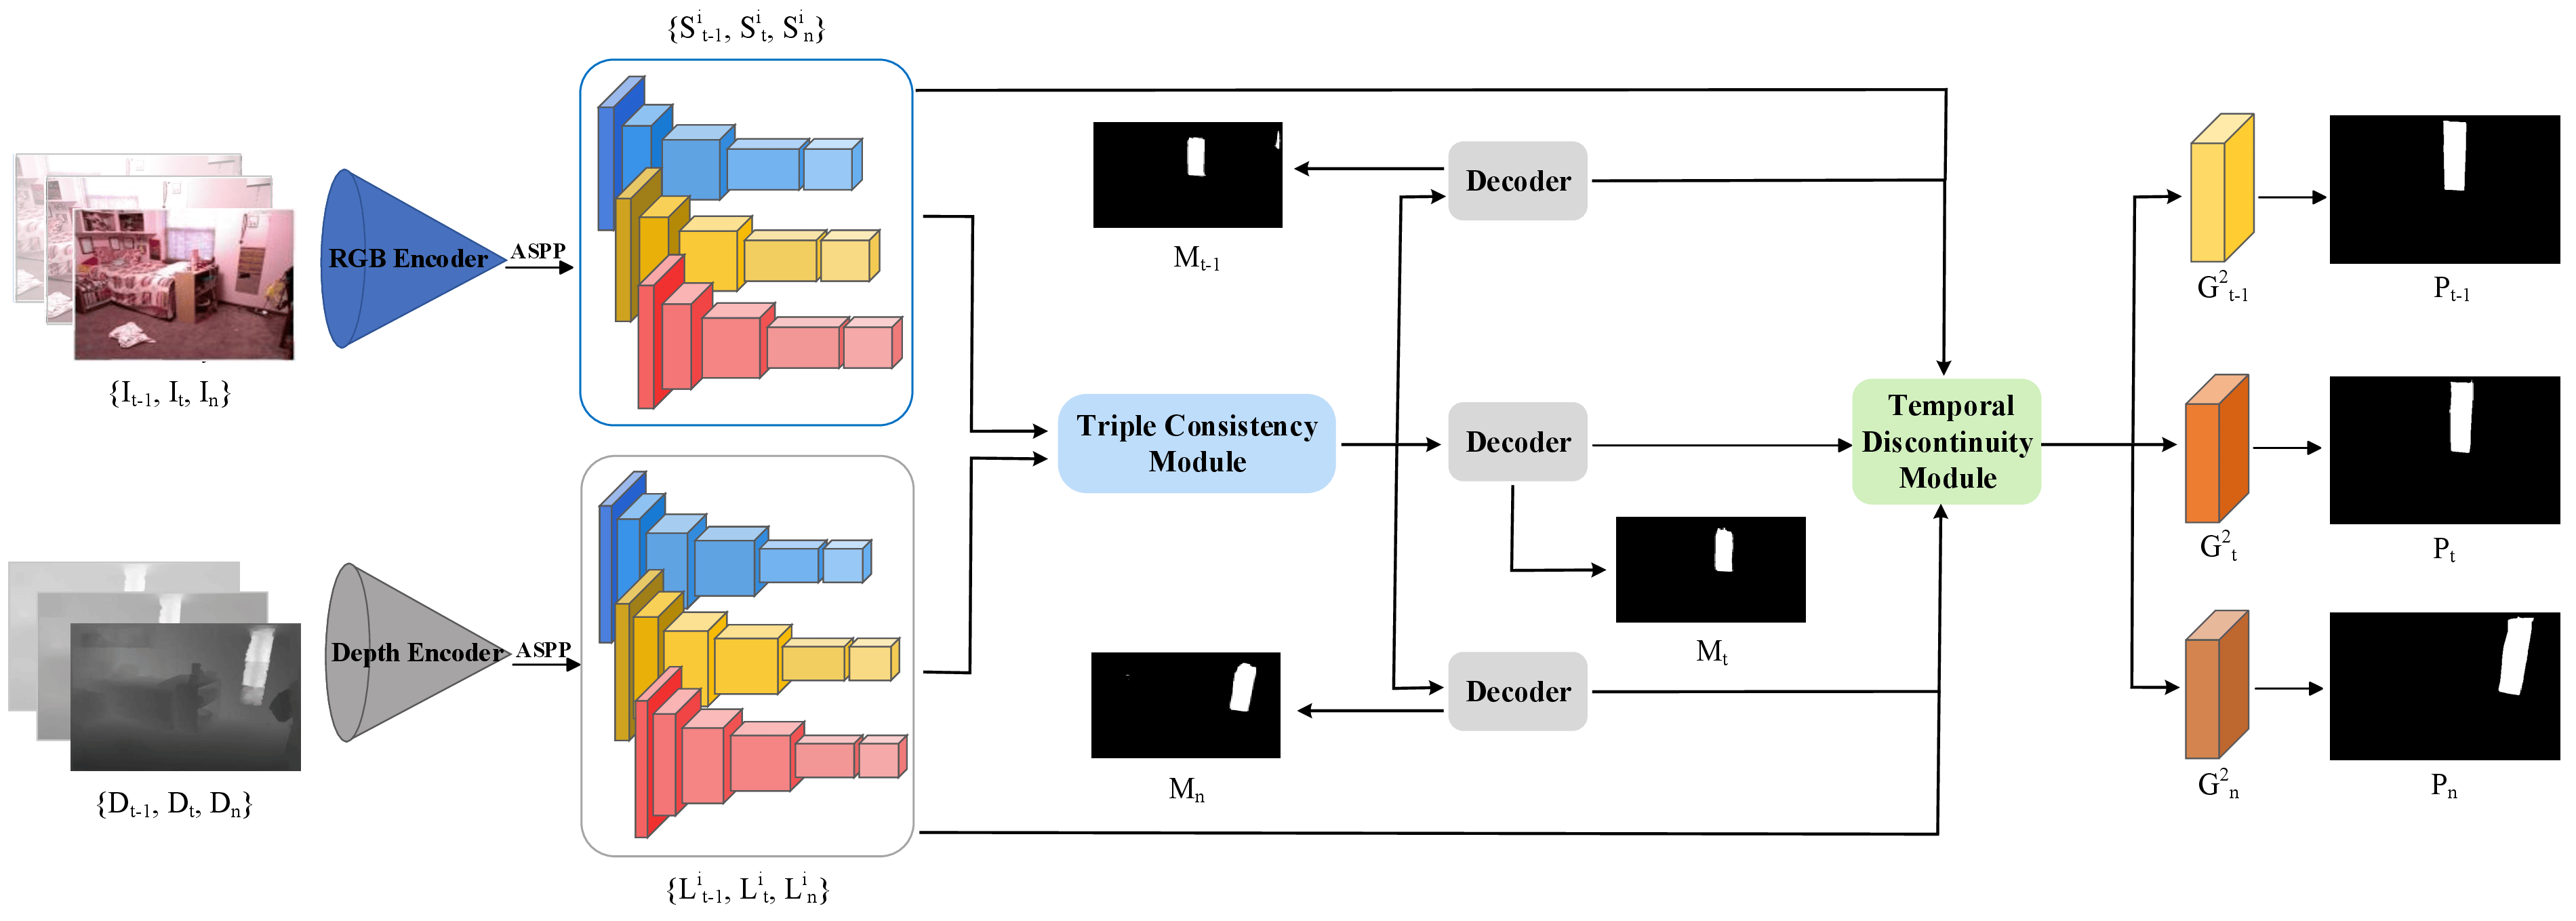 {S^i_{t-1}, S^i_t, S^i_n}
RGB Encoder
ASPP
{I_{t-1}, I_t, I_n}
Depth Encoder
ASPP
{D_{t-1}, D_t, D_n}
{L^i_{t-1}, L^i_t, L^i_n}
Triple Consistency
Module
M_{t-1}
Decoder
Decoder
M_t
Decoder
M_n
Temporal
Discontinuity
Module
G^2_{t-1}
P_{t-1}
G^2_t
P_t
G^2_n
P_n